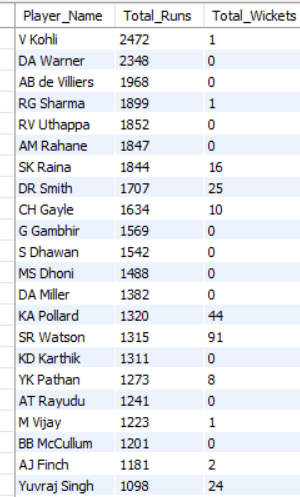 Player_Name Total_Runs Total_Wickets
V Kohli 2472 1
DA Warner 2348 0
AB de Villiers 1968 0
RG Sharma 1899 1
RV Uthappa 1852 0
AM Rahane 1847 0
SK Raina 1844 16
DR Smith 1707 25
CH Gayle 1634 10
G Gambhir 1569 0
S Dhawan 1542 0
MS Dhoni 1488 0
DA Miller 1382 0
KA Pollard 1320 44
SR Watson 1315 91
KD Karthik 1311 0
YK Pathan 1273 8
AT Rayudu 1241 0
M Vijay 1223 1
BB McCullum 1201 0
AJ Finch 1181 2
Yuvraj Singh 1098 24